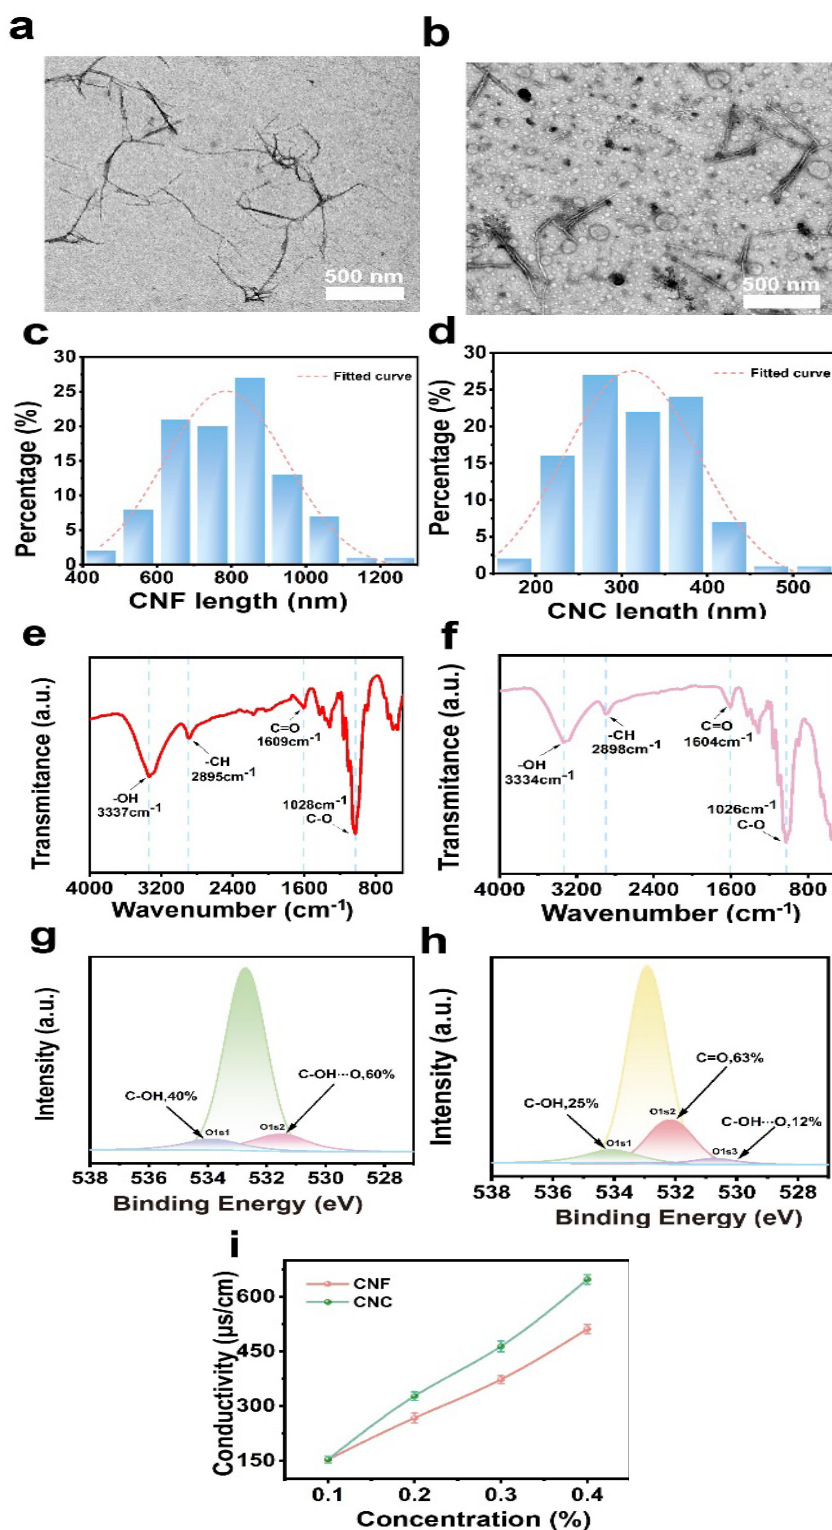 a
b
500 nm
500 nm
c
d
30
25
20
15
10
5
0
Percentage (%)
Fitted curve
400
600
800
1000
1200
CNF length (nm)
30
25
20
15
10
5
0
Percentage (%)
Fitted curve
200
300
400
500
CNC length (nm)
e
f
Transmitance (a.u.)
-OH
3337cm-1
-CH
2895cm-1
C=O
1609cm-1
1028cm-1
C-O
4000
3200
2400
1600
800
Wavenumber (cm-1)
Transmitance (a.u.)
-OH
3334cm-1
-CH
2898cm-1
C=O
1604cm-1
1026cm-1
C-O
4000
3200
2400
1600
800
Wavenumber (cm-1)
g
h
Intensity (a.u.)
C-OH,40%
C-OH···O,60%
O1s1
O1s2
538
536
534
532
530
528
Binding Energy (eV)
Intensity (a.u.)
C-OH,25%
C=O,63%
C-OH···O,12%
O1s1
O1s2
O1s3
538
536
534
532
530
528
Binding Energy (eV)
i
Conductivity (μs/cm)
CNF
CNC
600
450
300
150
0.1
0.2
0.3
0.4
Concentration (%)